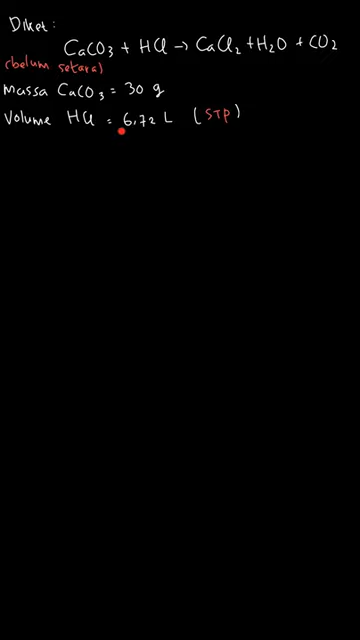 Diket:
CaCO3 + HCl → CaCl2 + H2O + CO2
(belum setara)
massa CaCO3 = 30 g
Volume HCl = 6,72 L (STP)